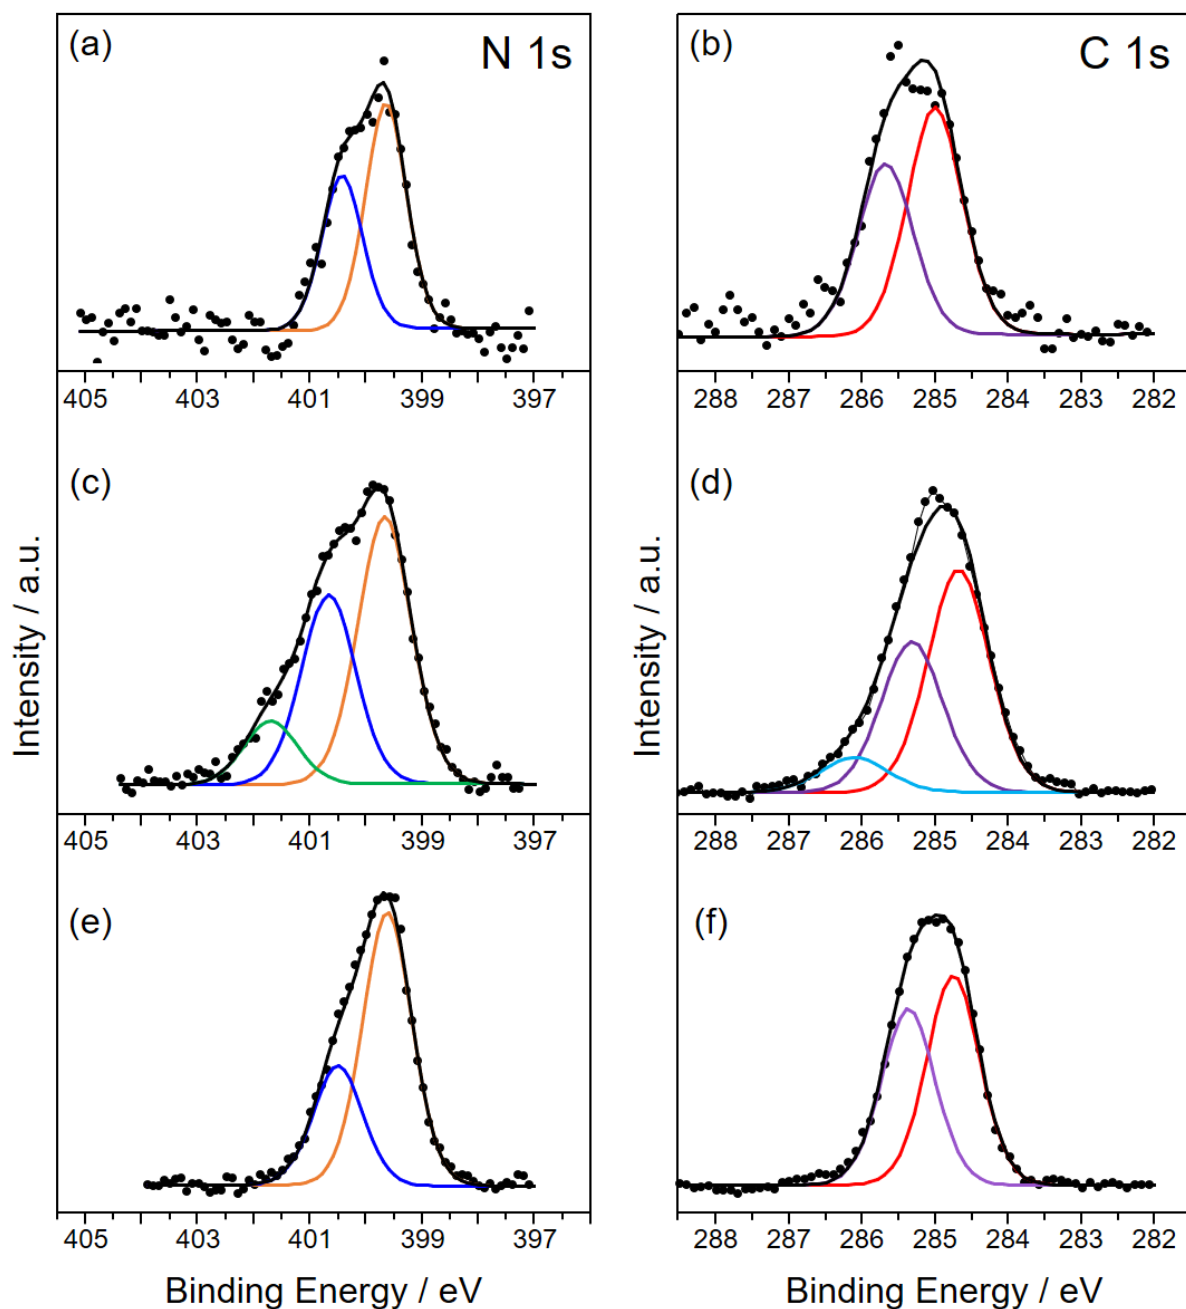 (a) N 1s
405 403 401 399 397
(b) C 1s
288 287 286 285 284 283 282
(c)
405 403 401 399 397
(d)
288 287 286 285 284 283 282
(e)
405 403 401 399 397
(f)
288 287 286 285 284 283 282
Intensity / a.u.
Intensity / a.u.
Binding Energy / eV
Binding Energy / eV